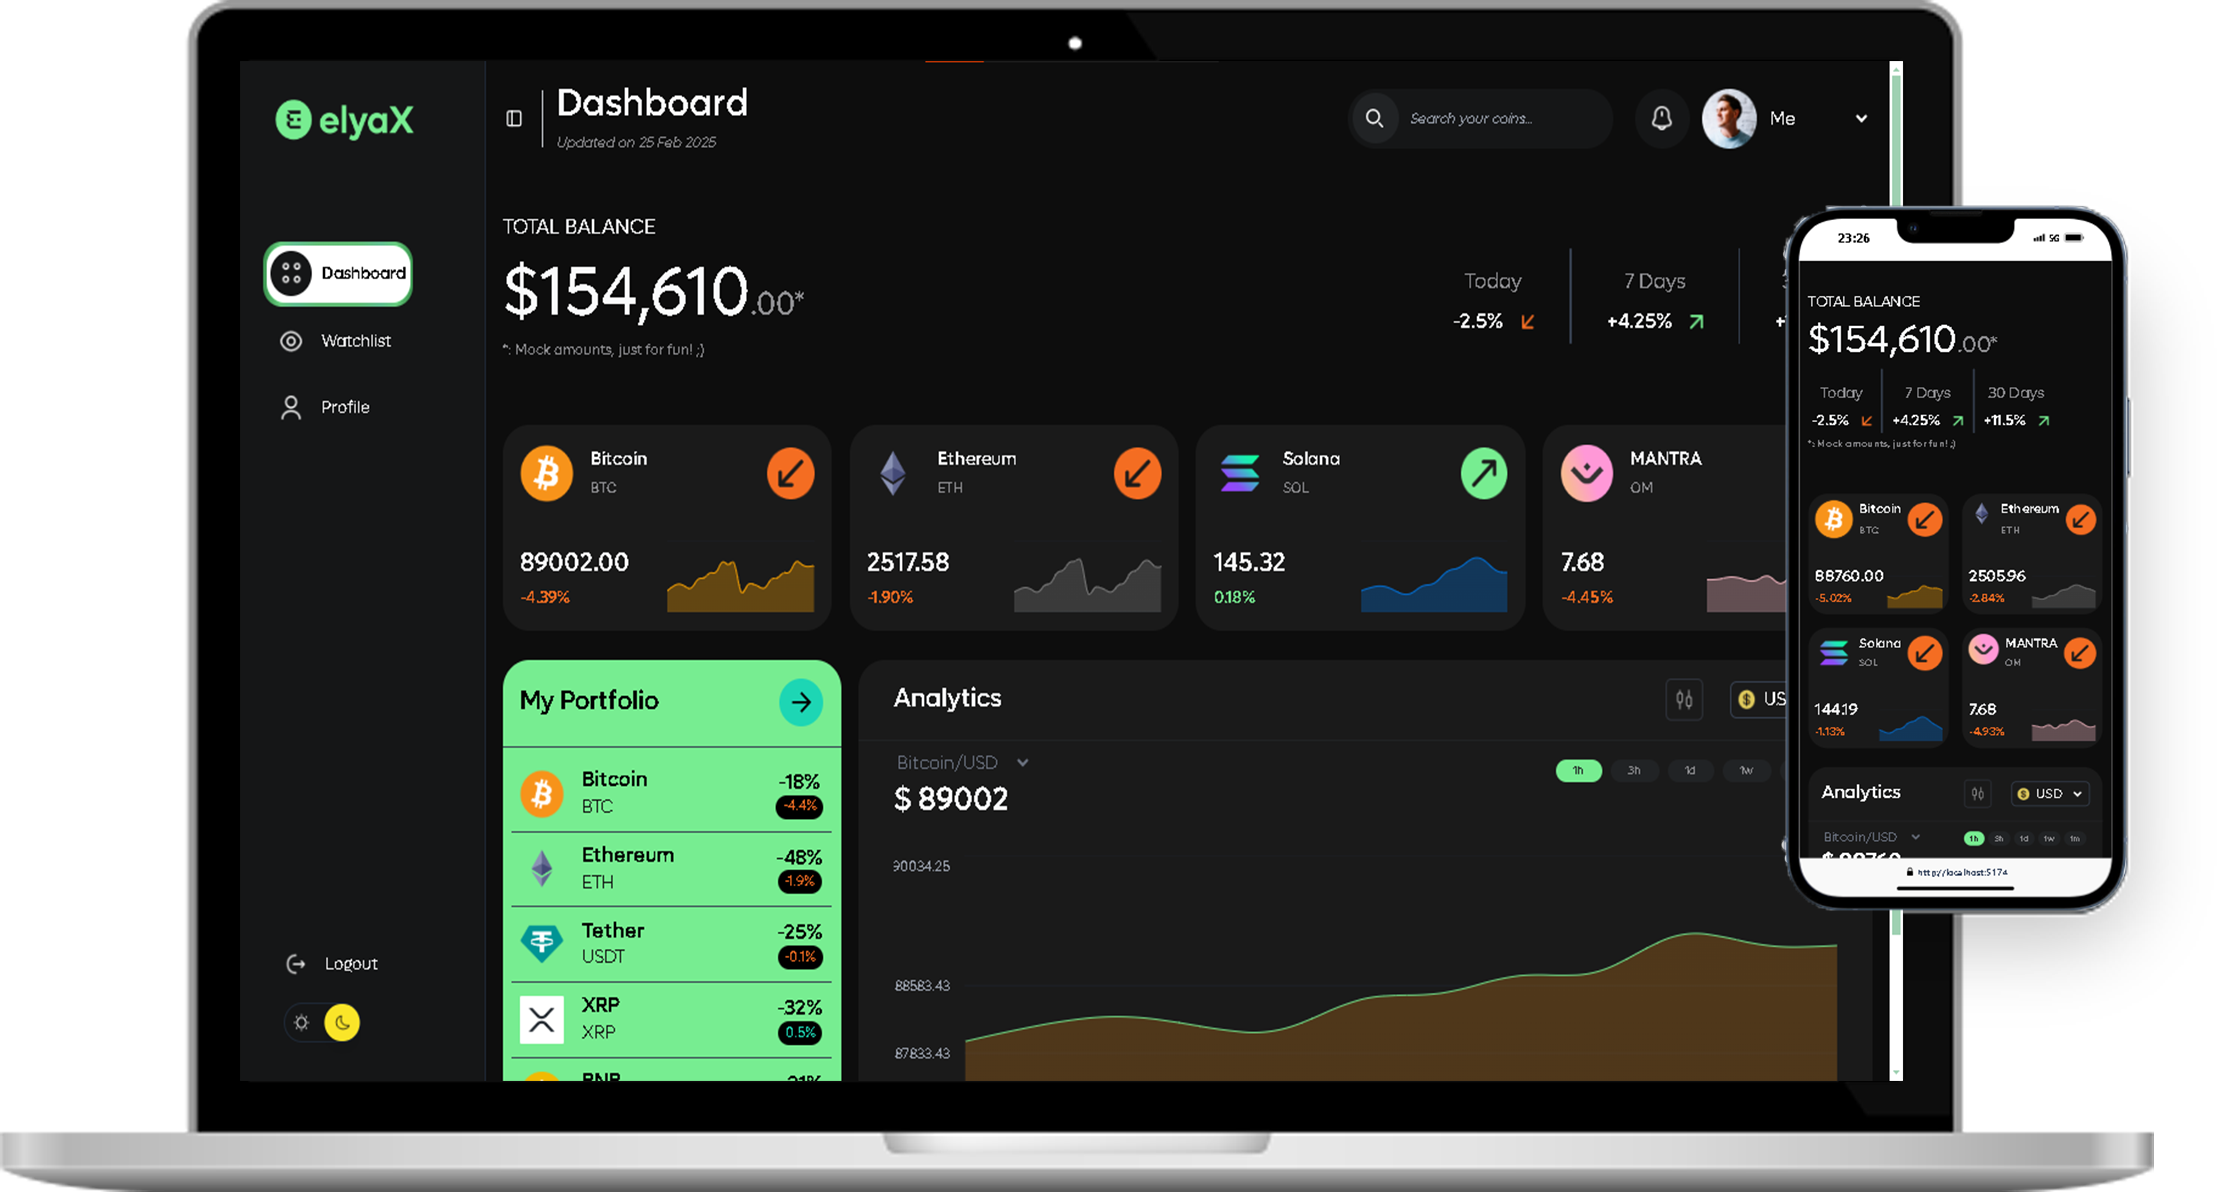 elyaX
Dashboard
Updated on 25 Feb 2025
Search your coins...
Me
Dashboard
Watchlist
Profile
Logout
TOTAL BALANCE
$154,610.00*
*: Mock amounts, just for fun! ;)
Today
-2.5%
7 Days
+4.25%
Bitcoin
BTC
89002.00
-4.39%
Ethereum
ETH
2517.58
-1.90%
Solana
SOL
145.32
0.18%
MANTRA
OM
7.68
-4.45%
My Portfolio
Bitcoin -18%
BTC -4.4%
Ethereum -48%
ETH -1.9%
Tether -25%
USDT -0.1%
XRP -32%
XRP 0.5%
Analytics
US
Bitcoin/USD
1h 3h 1d 1w
$ 89002
90034.25
88583.43
87833.43
23:26
5G
TOTAL BALANCE
$154,610.00*
Today 7 Days 30 Days
-2.5% +4.25% +11.5%
*: Mock amounts, just for fun! ;)
Bitcoin
BTC
88760.00
-5.02%
Ethereum
ETH
2505.96
-2.84%
Solana
SOL
144.19
-1.13%
MANTRA
OM
7.68
-4.93%
Analytics
USD
Bitcoin/USD
1h 3h 1d 1w 1m
http://localhost:5174